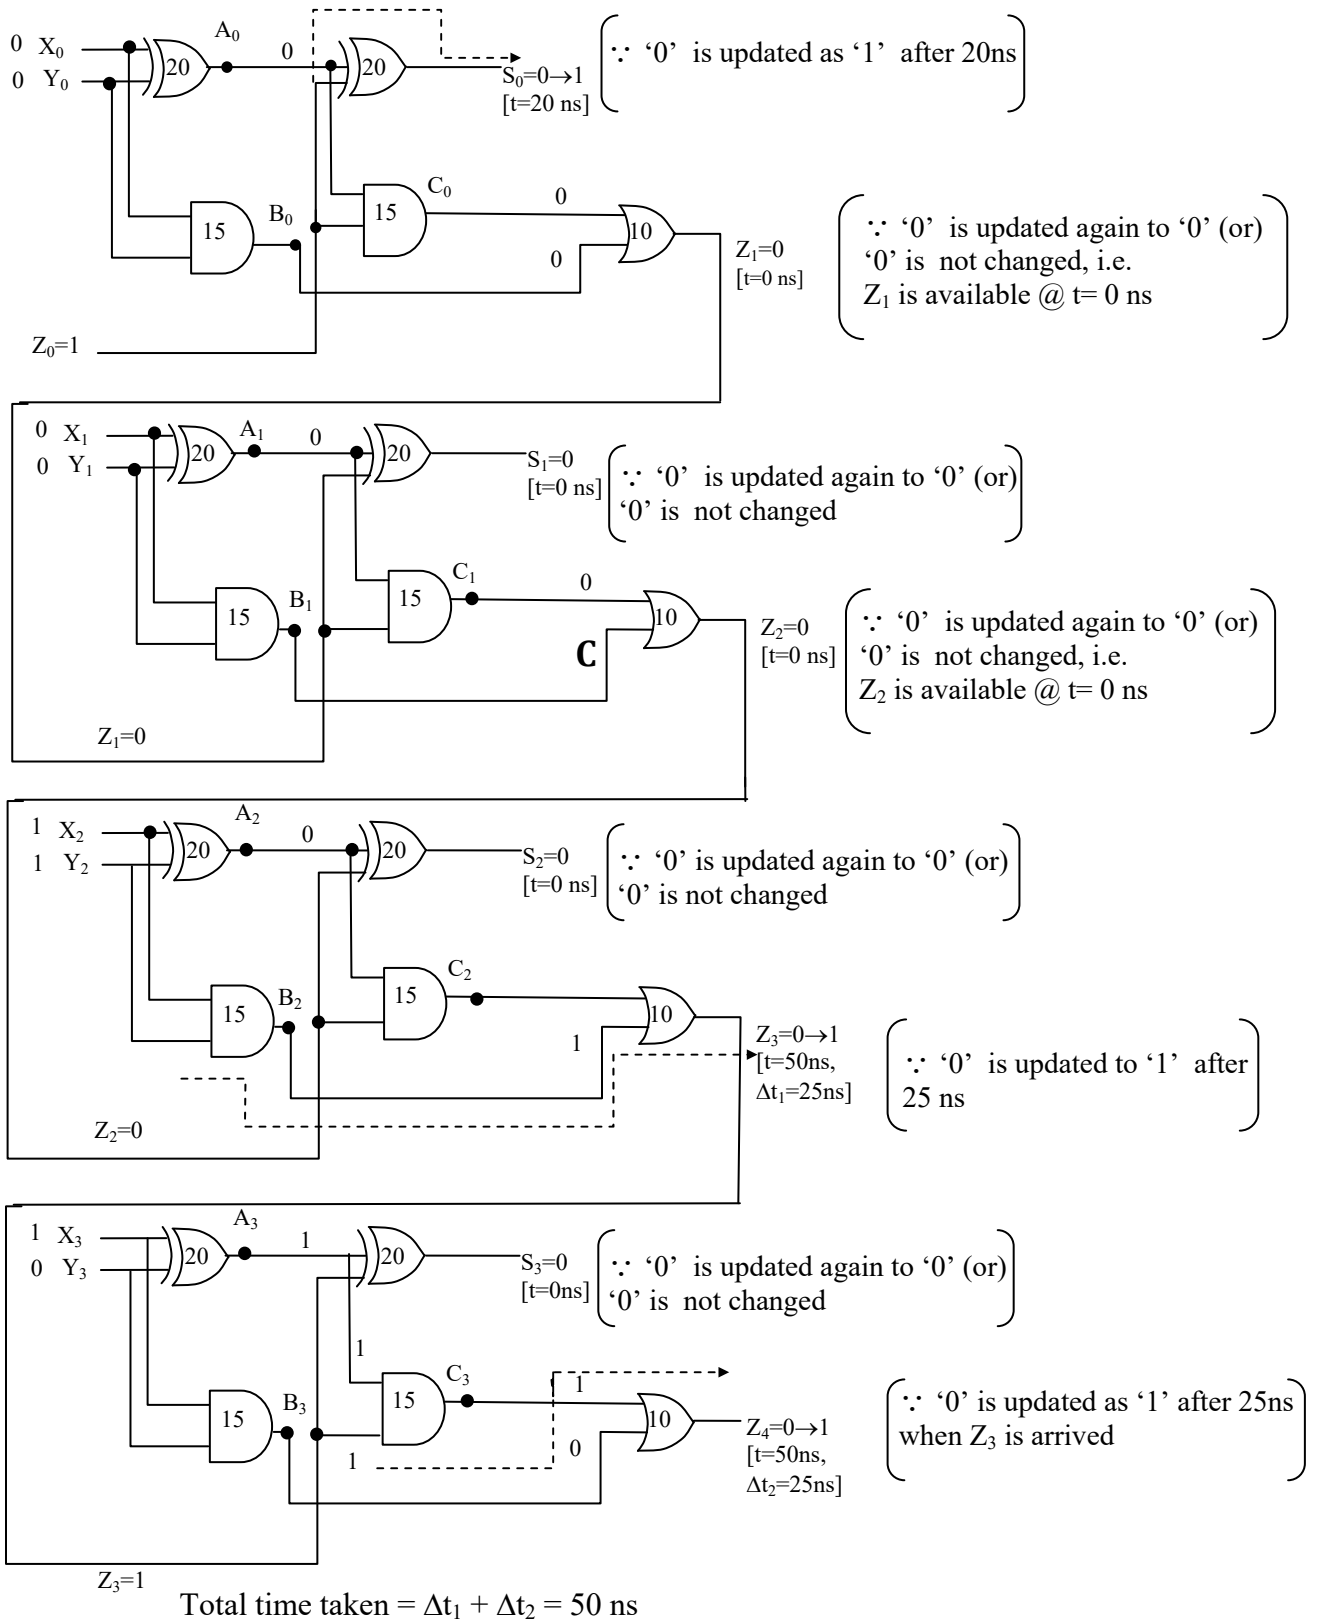 0 X₀
0 Y₀
20
A₀
0
20
S₀=0→1
[t=20 ns]
∵ ‘0’ is updated as ‘1’ after 20ns
15
B₀
15
C₀
0
0
10
Z₁=0
[t=0 ns]
∵ ‘0’ is updated again to ‘0’ (or)
‘0’ is not changed, i.e.
Z₁ is available @ t= 0 ns
Z₀=1
0 X₁
0 Y₁
20
A₁
0
20
S₁=0
[t=0 ns]
∵ ‘0’ is updated again to ‘0’ (or)
‘0’ is not changed
15
B₁
15
C₁
0
C
10
Z₂=0
[t=0 ns]
∵ ‘0’ is updated again to ‘0’ (or)
‘0’ is not changed, i.e.
Z₂ is available @ t= 0 ns
Z₁=0
1 X₂
1 Y₂
20
A₂
0
20
S₂=0
[t=0 ns]
∵ ‘0’ is updated again to ‘0’ (or)
‘0’ is not changed
15
B₂
15
C₂
1
10
Z₃=0→1
[t=50ns,
Δt₁=25ns]
∵ ‘0’ is updated to ‘1’ after
25 ns
Z₂=0
1 X₃
0 Y₃
20
A₃
1
20
S₃=0
[t=0ns]
∵ ‘0’ is updated again to ‘0’ (or)
‘0’ is not changed
1
15
B₃
15
C₃
1
1
0
10
Z₄=0→1
[t=50ns,
Δt₂=25ns]
∵ ‘0’ is updated as ‘1’ after 25ns
when Z₃ is arrived
Z₃=1
Total time taken = Δt₁ + Δt₂ = 50 ns